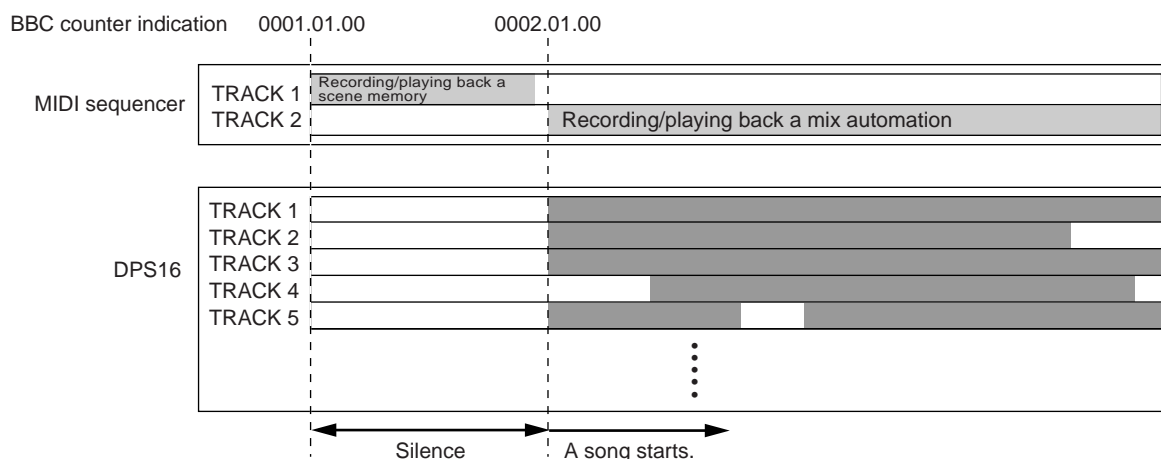 BBC counter indication 0001.01.00 0002.01.00
MIDI sequencer
TRACK 1 Recording/playing back a
scene memory
TRACK 2 Recording/playing back a mix automation
DPS16
TRACK 1
TRACK 2
TRACK 3
TRACK 4
TRACK 5
Silence A song starts.